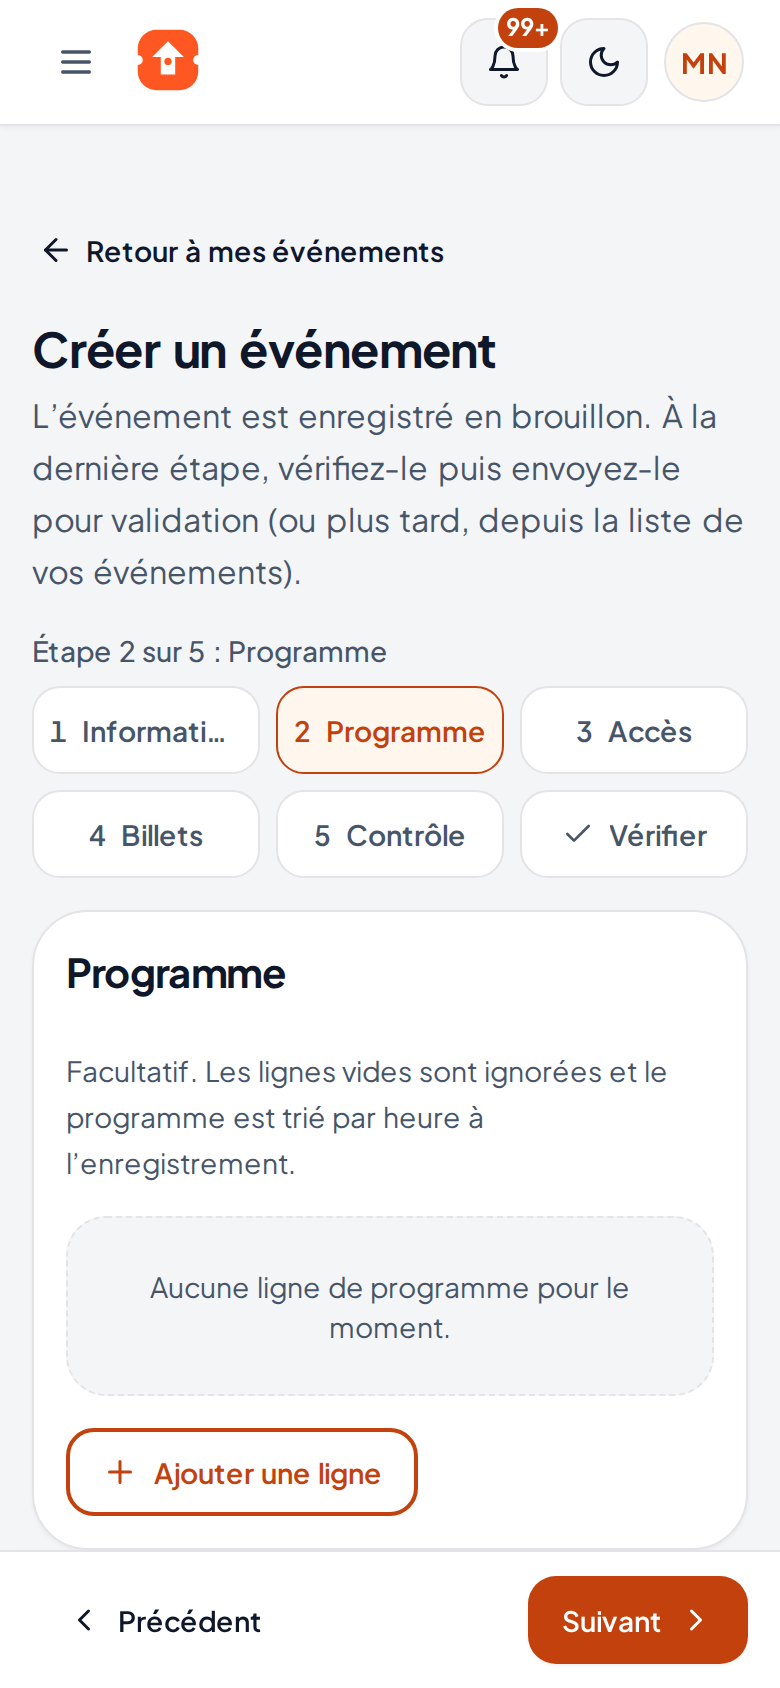 99+
MN
Retour à mes événements
Créer un événement
L’événement est enregistré en brouillon. À la
dernière étape, vérifiez-le puis envoyez-le
pour validation (ou plus tard, depuis la liste de
vos événements).
Étape 2 sur 5 : Programme
1 Informati...
2 Programme
3 Accès
4 Billets
5 Contrôle
Vérifier
Programme
Facultatif. Les lignes vides sont ignorées et le
programme est trié par heure à
l’enregistrement.
Aucune ligne de programme pour le
moment.
Ajouter une ligne
Précédent
Suivant